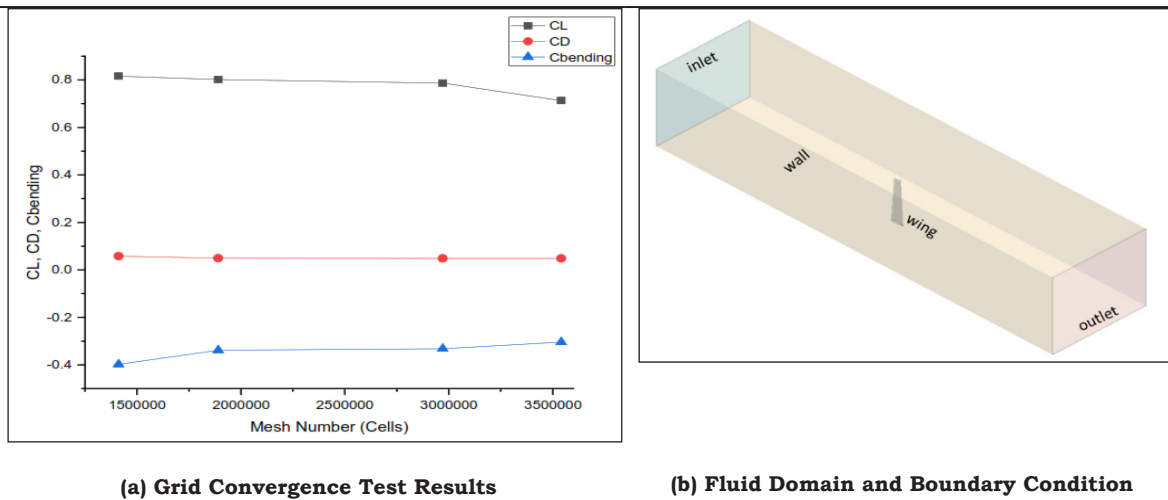 CL
CD
Cbending
0.8
0.6
0.4
0.2
0.0
-0.2
-0.4
CL, CD, Cbending
1500000 2000000 2500000 3000000 3500000
Mesh Number (Cells)
inlet
wall
wing
outlet
(a) Grid Convergence Test Results
(b) Fluid Domain and Boundary Condition